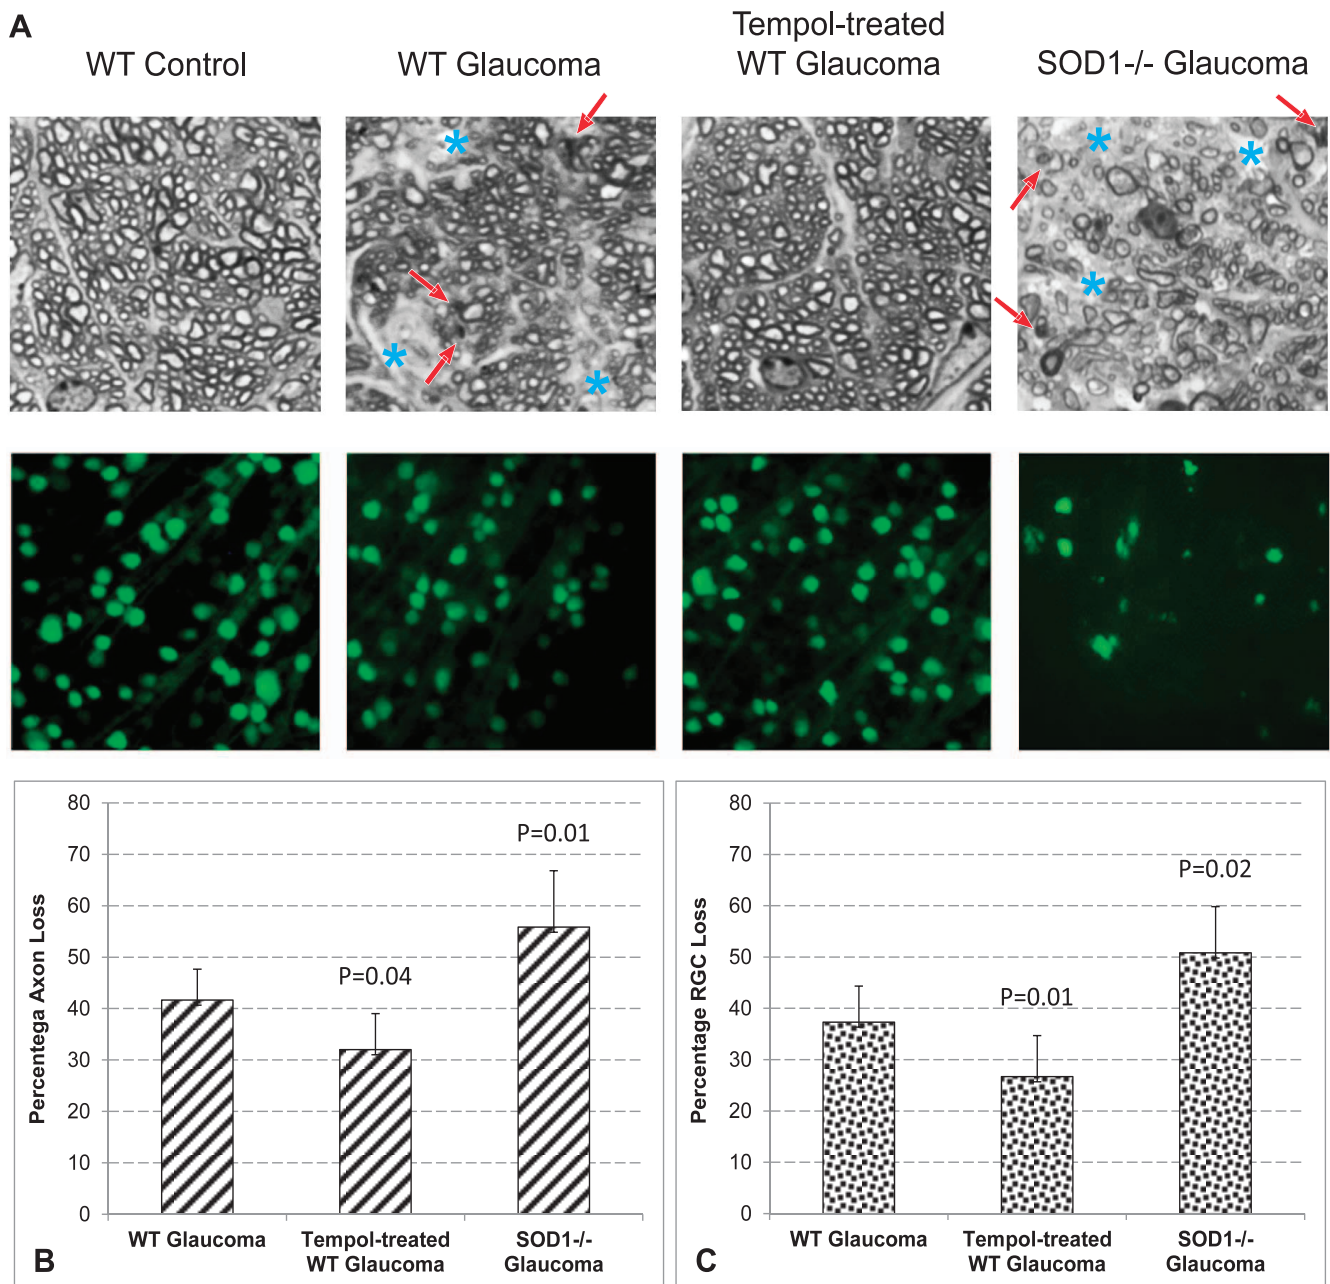 A
WT Control
WT Glaucoma
Tempol-treated
WT Glaucoma
SOD1-/- Glaucoma
*
*
*
*
*
*
80
70
60
50
40
30
20
10
0
Percentega Axon Loss
P=0.04
P=0.01
WT Glaucoma
Tempol-treated
WT Glaucoma
SOD1-/-
Glaucoma
B
80
70
60
50
40
30
20
10
0
Percentage RGC Loss
P=0.01
P=0.02
WT Glaucoma
Tempol-treated
WT Glaucoma
SOD1-/-
Glaucoma
C